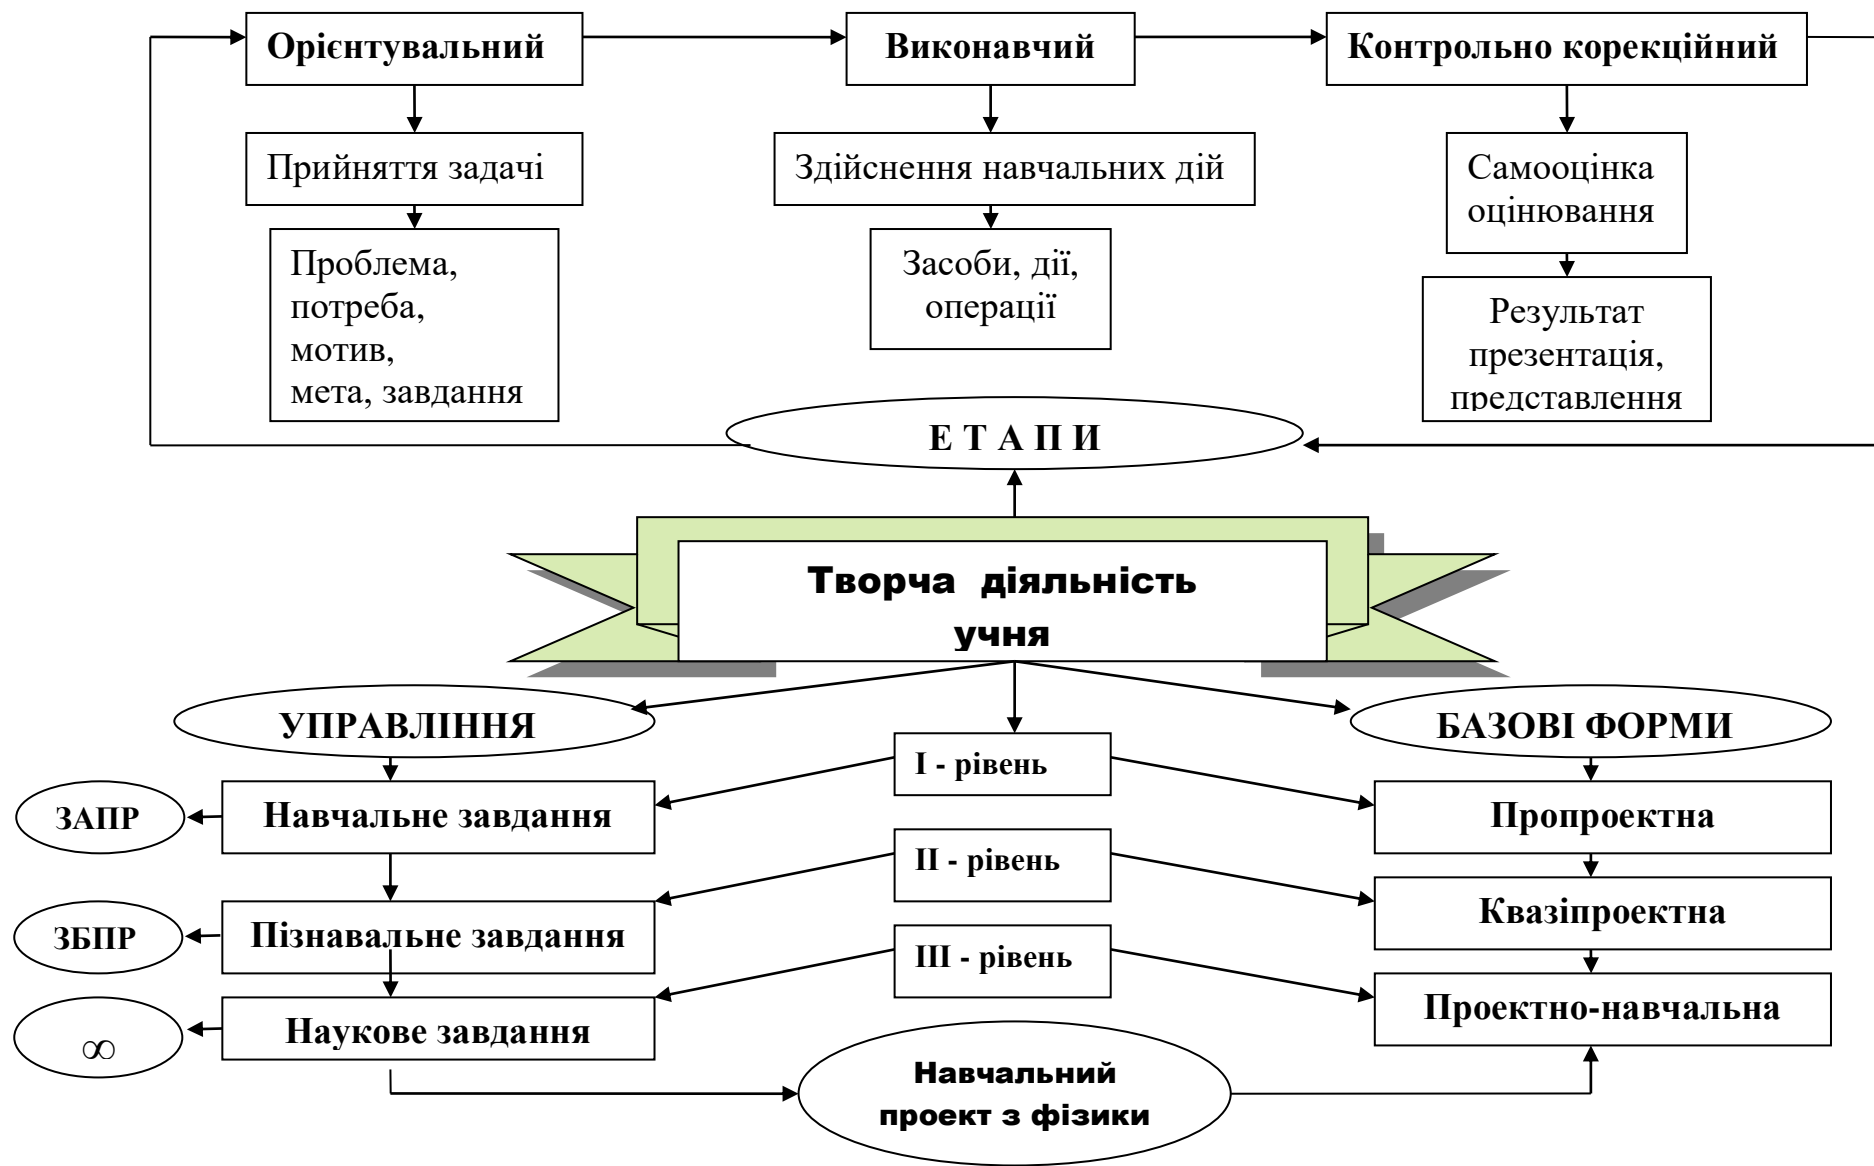 Орієнтувальний
Виконавчий
Контрольно корекційний
Прийняття задачі
Здійснення навчальних дій
Самооцінка
оцінювання
Проблема,
потреба,
мотив,
мета, завдання
Засоби, дії,
операції
Результат
презентація,
представлення
Е Т А П И
Творча діяльність
учня
УПРАВЛІННЯ
БАЗОВІ ФОРМИ
І - рівень
ЗАПР
Навчальне завдання
Пропроектна
ІІ - рівень
ЗБПР
Пізнавальне завдання
Квазіпроектна
ІІІ - рівень
∞
Наукове завдання
Проектно-навчальна
Навчальний
проект з фізики